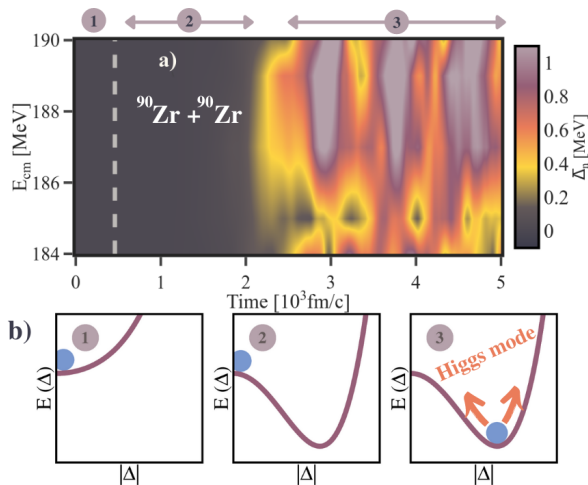 1 2 3
190
188
186
184
E_cm [MeV]
a)
⁹⁰Zr + ⁹⁰Zr
1
0.8
0.6
0.4
0.2
0
Δ̅_n [MeV]
0 1 2 3 4 5
Time [10³fm/c]
b)
1
E (Δ)
|Δ|
2
E (Δ)
|Δ|
3
Higgs mode
E (Δ)
|Δ|